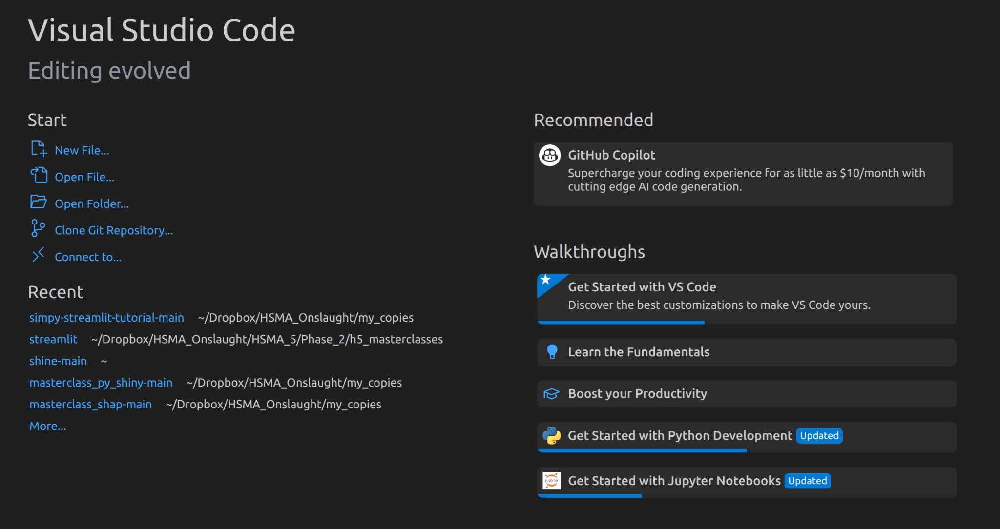 Visual Studio Code
Editing evolved
Start
New File...
Open File...
Open Folder...
Clone Git Repository...
Connect to...
Recent
simpy-streamlit-tutorial-main ~/Dropbox/HSMA_Onslaught/my_copies
streamlit ~/Dropbox/HSMA_Onslaught/HSMA_5/Phase_2/h5_masterclasses
shine-main ~
masterclass_py_shiny-main ~/Dropbox/HSMA_Onslaught/my_copies
masterclass_shap-main ~/Dropbox/HSMA_Onslaught/my_copies
More...
Recommended
GitHub Copilot
Supercharge your coding experience for as little as $10/month with
cutting edge AI code generation.
Walkthroughs
Get Started with VS Code
Discover the best customizations to make VS Code yours.
Learn the Fundamentals
Boost your Productivity
Get Started with Python Development Updated
jupyter Get Started with Jupyter Notebooks Updated